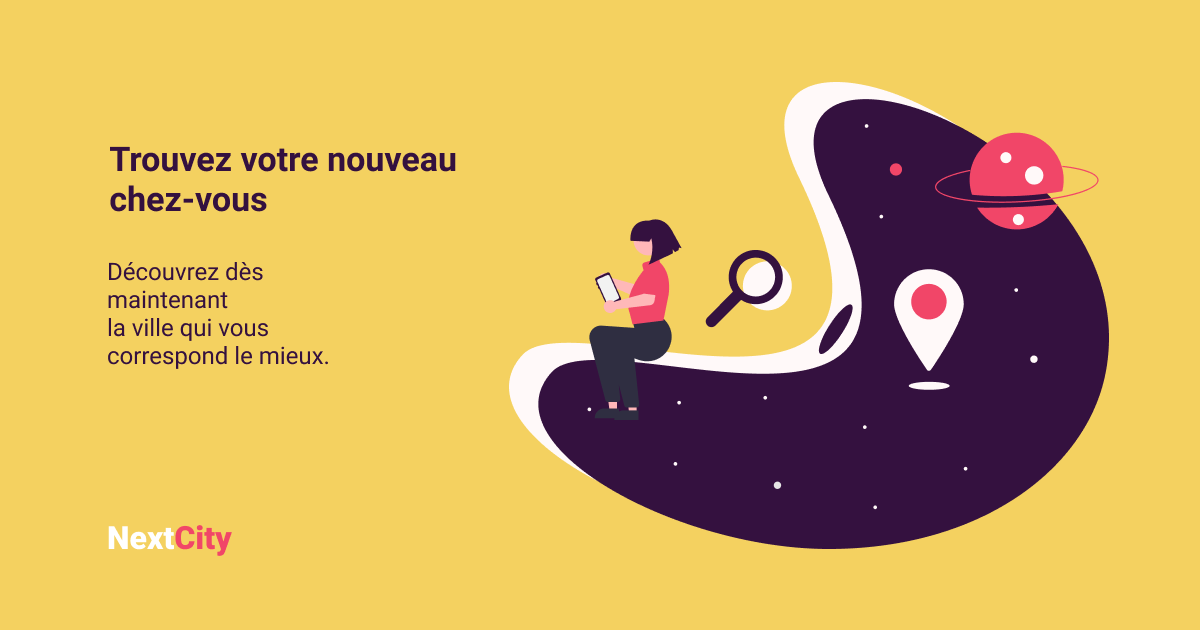 Trouvez votre nouveau
chez-vous
Découvrez dès
maintenant
la ville qui vous
correspond le mieux.
NextCity